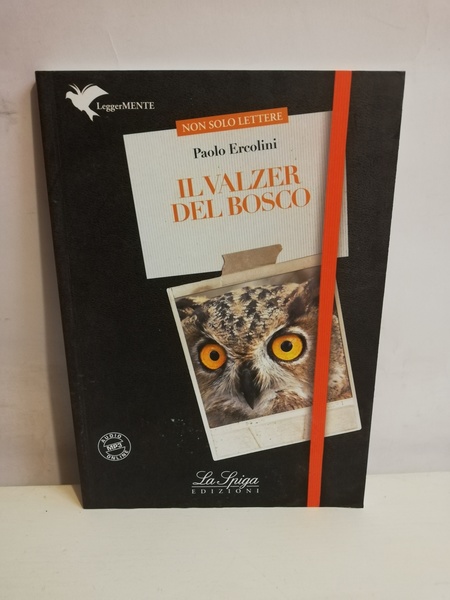 LeggerMENTE
NON SOLO LETTERE
Paolo Ercolini
IL VALZER
DEL BOSCO
AUDIO
MP3
ONLINE
La Spiga
EDIZIONI